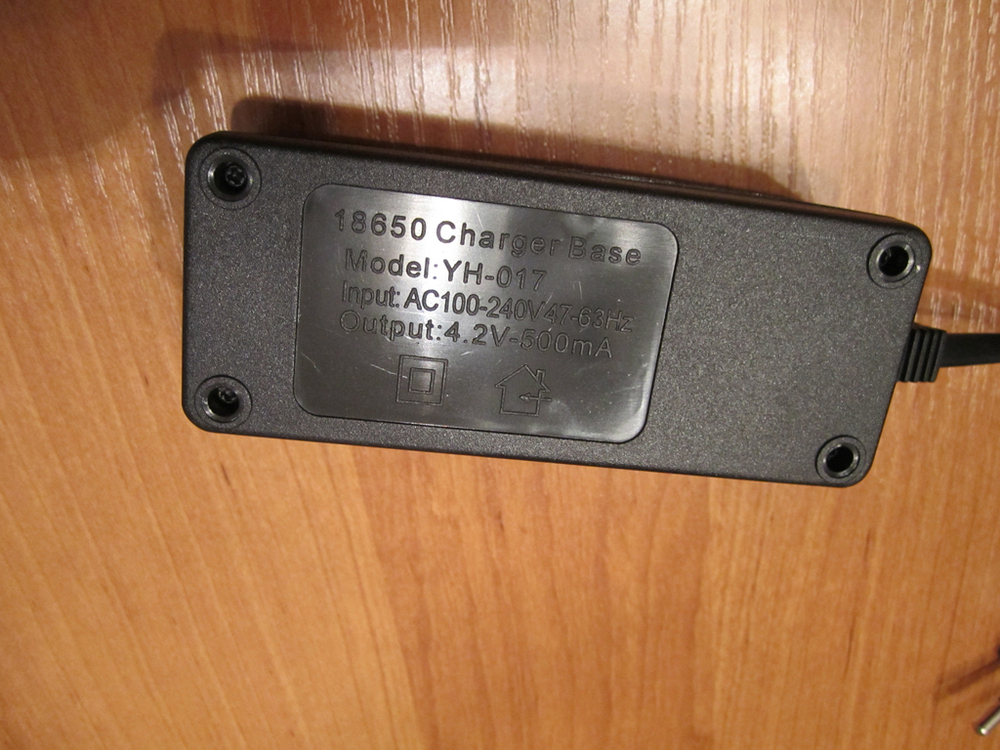 18650 Charger Base
Model:YH-017
Input: AC100-240V47-63Hz
Output:4.2V-500mA